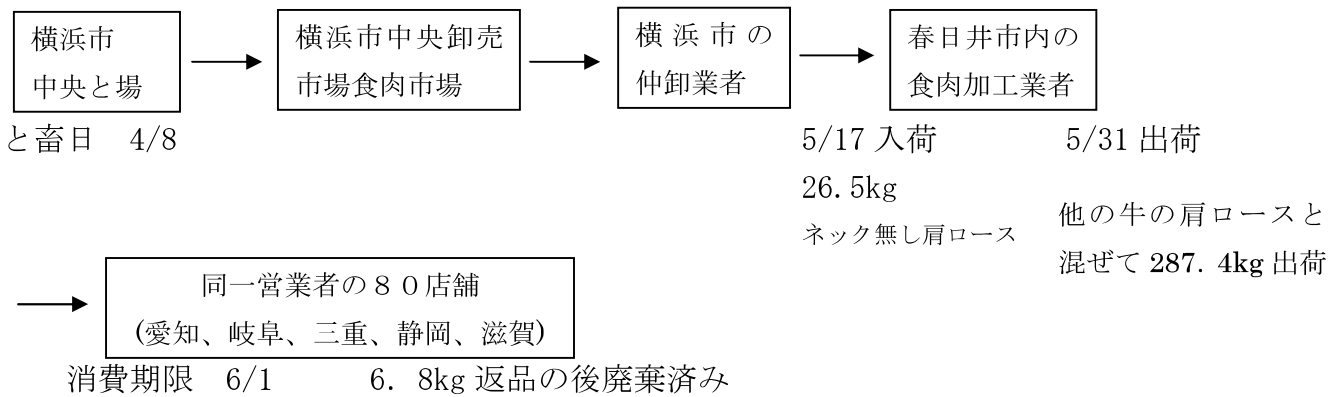 横浜市
中央と場
横浜市中央卸売
市場食肉市場
横浜市の
仲卸業者
春日井市内の
食肉加工業者
と畜日　4/8
5/17 入荷
26.5kg
ネック無し肩ロース
5/31 出荷
他の牛の肩ロースと
混ぜて 287. 4kg 出荷
同一営業者の８０店舗
(愛知、岐阜、三重、静岡、滋賀)
消費期限　6/1　　　6. 8kg 返品の後廃棄済み